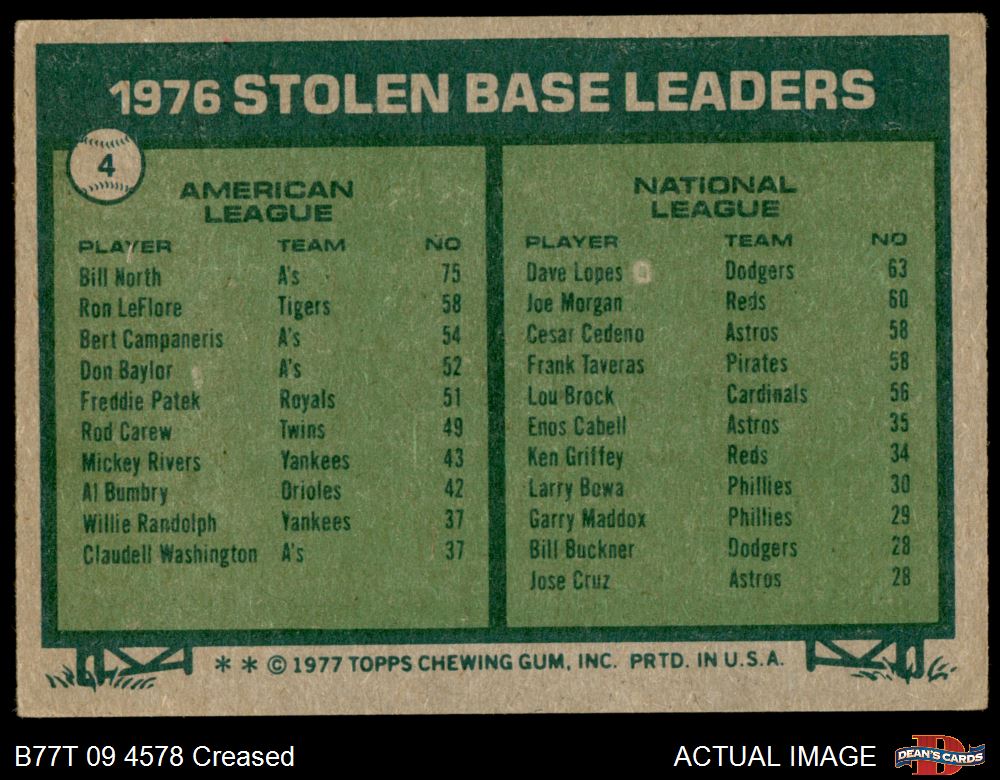 1976 STOLEN BASE LEADERS
4
AMERICAN
LEAGUE
PLAYER TEAM NO
Bill North A's 75
Ron LeFlore Tigers 58
Bert Campaneris A's 54
Don Baylor A's 52
Freddie Patek Royals 51
Rod Carew Twins 49
Mickey Rivers Yankees 43
Al Bumbry Orioles 42
Willie Randolph Yankees 37
Claudell Washington A's 37
NATIONAL
LEAGUE
PLAYER TEAM NO
Dave Lopes Dodgers 63
Joe Morgan Reds 60
Cesar Cedeno Astros 58
Frank Taveras Pirates 58
Lou Brock Cardinals 56
Enos Cabell Astros 35
Ken Griffey Reds 34
Larry Bowa Phillies 30
Garry Maddox Phillies 29
Bill Buckner Dodgers 28
Jose Cruz Astros 28
* * © 1977 TOPPS CHEWING GUM, INC. PRTD. IN U.S.A.
B77T 09 4578 Creased
ACTUAL IMAGE
D
DEAN'S CARDS